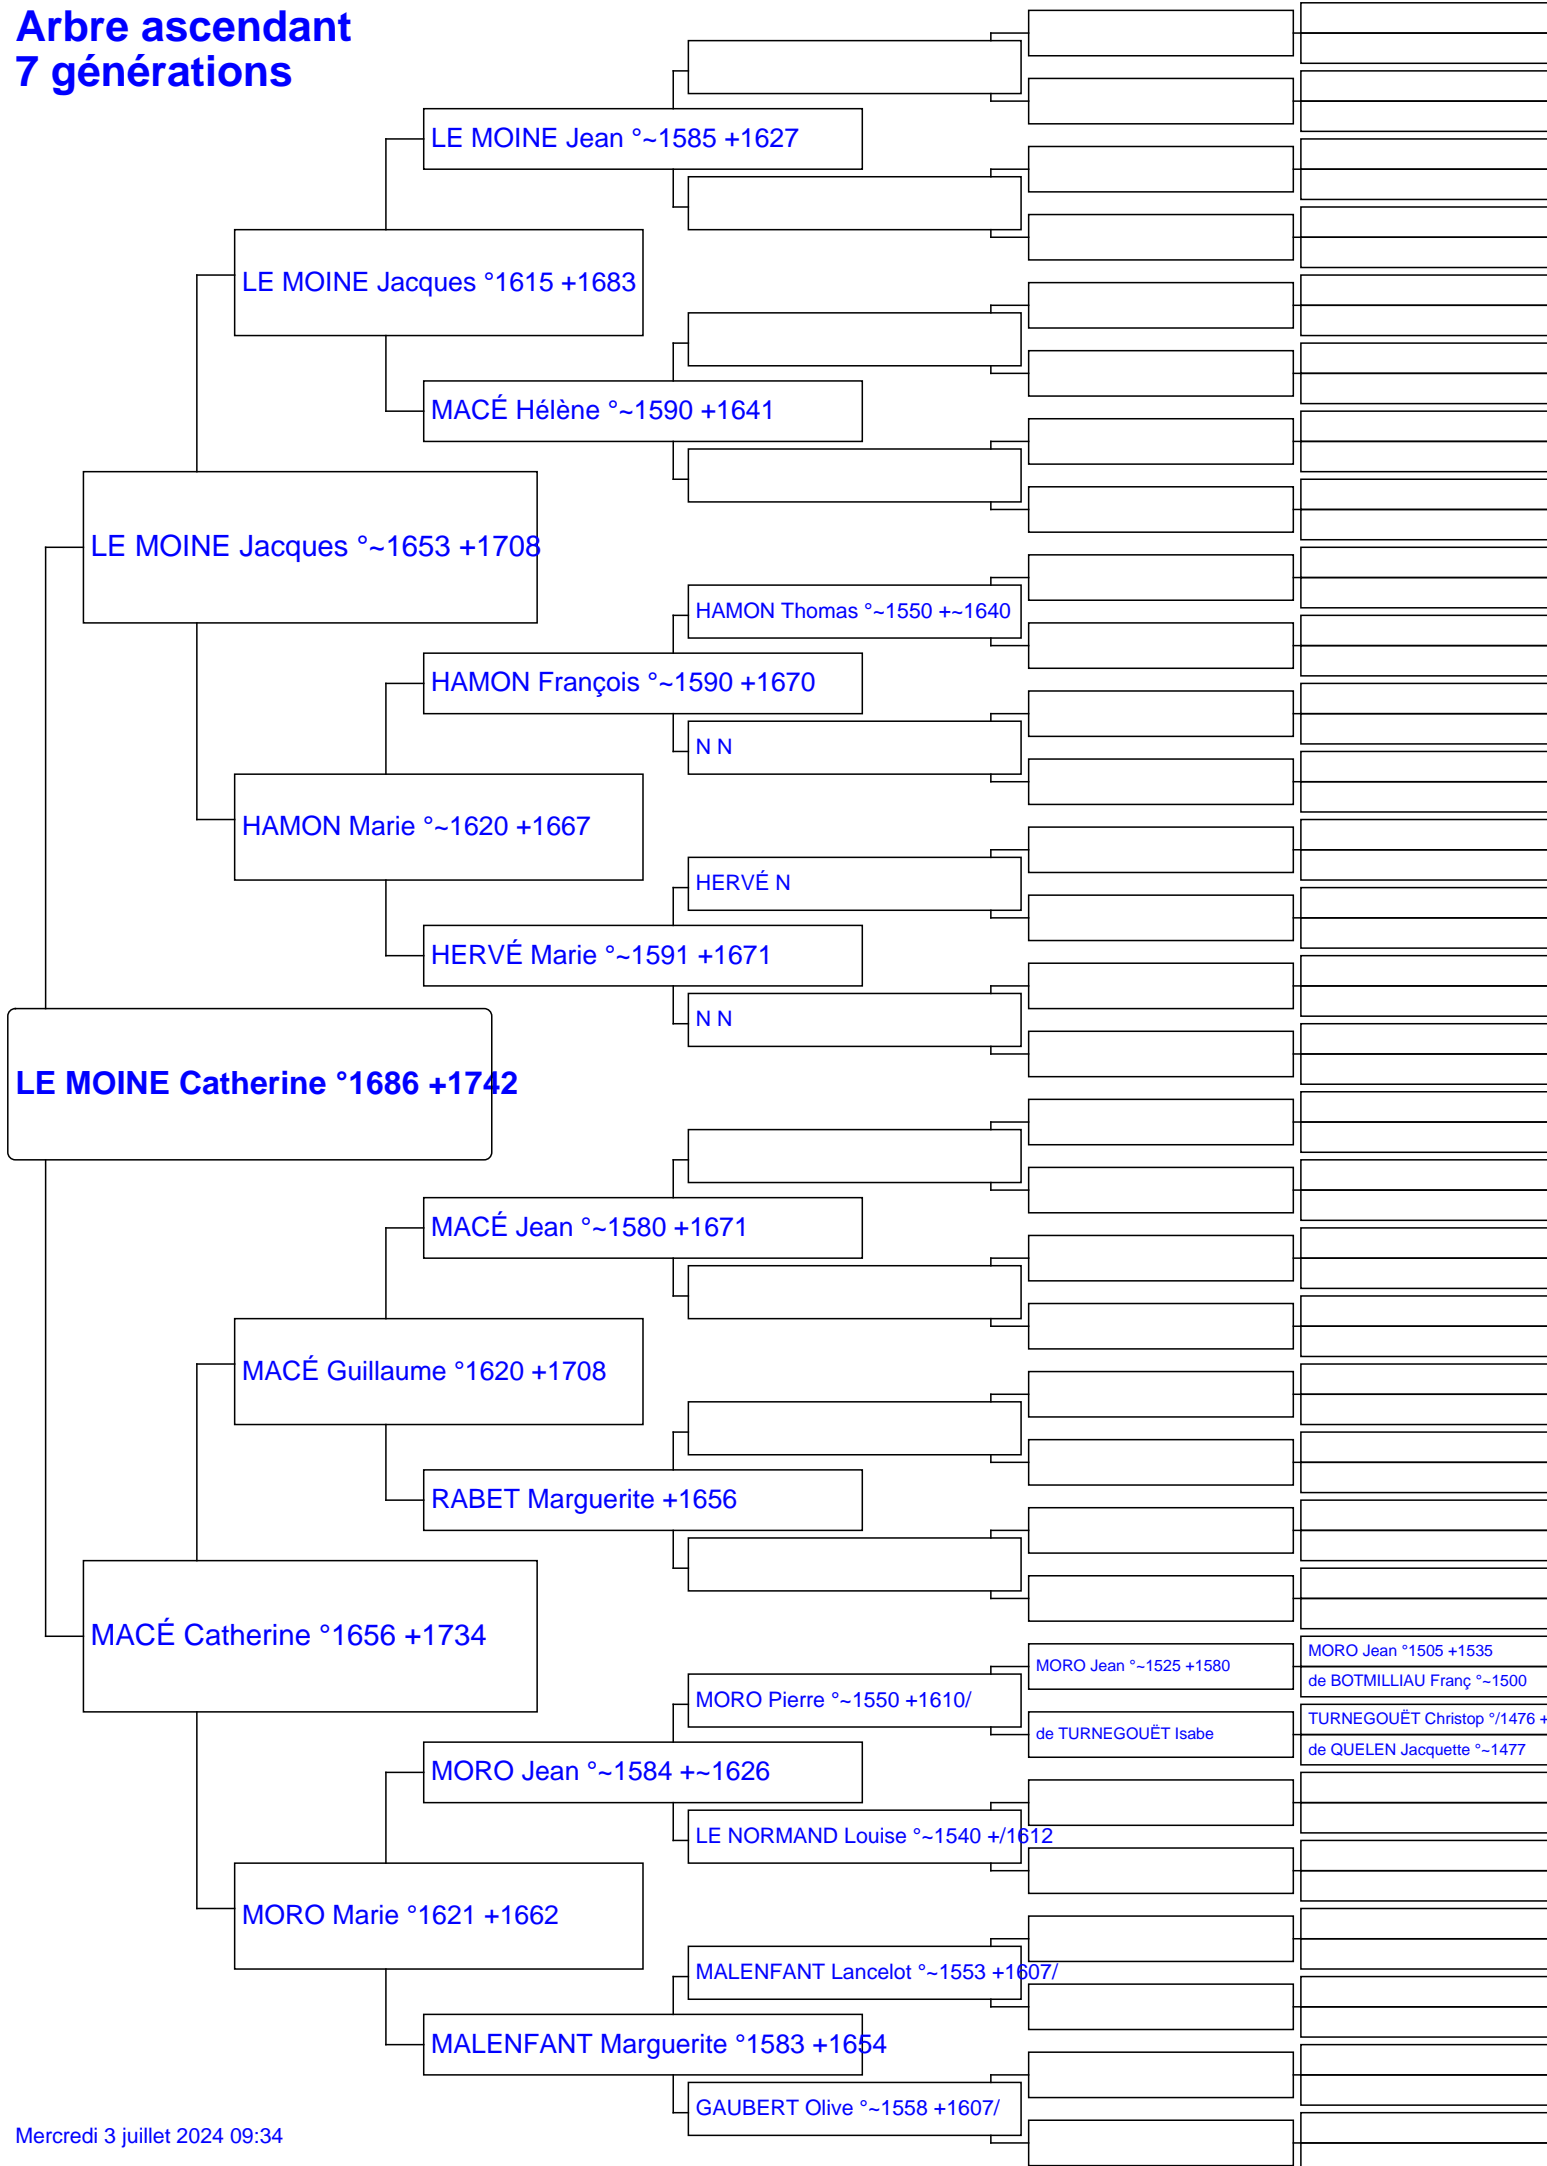 Arbre ascendant
7 générations
LE MOINE Jean °~1585 +1627
LE MOINE Jacques °1615 +1683
MACÉ Hélène °~1590 +1641
LE MOINE Jacques °~1653 +1708
HAMON Thomas °~1550 +~1640
HAMON François °~1590 +1670
N N
HAMON Marie °~1620 +1667
HERVÉ N
HERVÉ Marie °~1591 +1671
N N
LE MOINE Catherine °1686 +1742
MACÉ Jean °~1580 +1671
MACÉ Guillaume °1620 +1708
RABET Marguerite +1656
MACÉ Catherine °1656 +1734
MORO Jean °1505 +1535
MORO Jean °~1525 +1580
de BOTMILLIAU Franç °~1500
MORO Pierre °~1550 +1610/
TURNEGOUËT Christop °/1476 +
de TURNEGOUËT Isabe
de QUELEN Jacquette °~1477
MORO Jean °~1584 +~1626
LE NORMAND Louise °~1540 +/1612
MORO Marie °1621 +1662
MALENFANT Lancelot °~1553 +1607/
MALENFANT Marguerite °1583 +1654
GAUBERT Olive °~1558 +1607/
Mercredi 3 juillet 2024 09:34